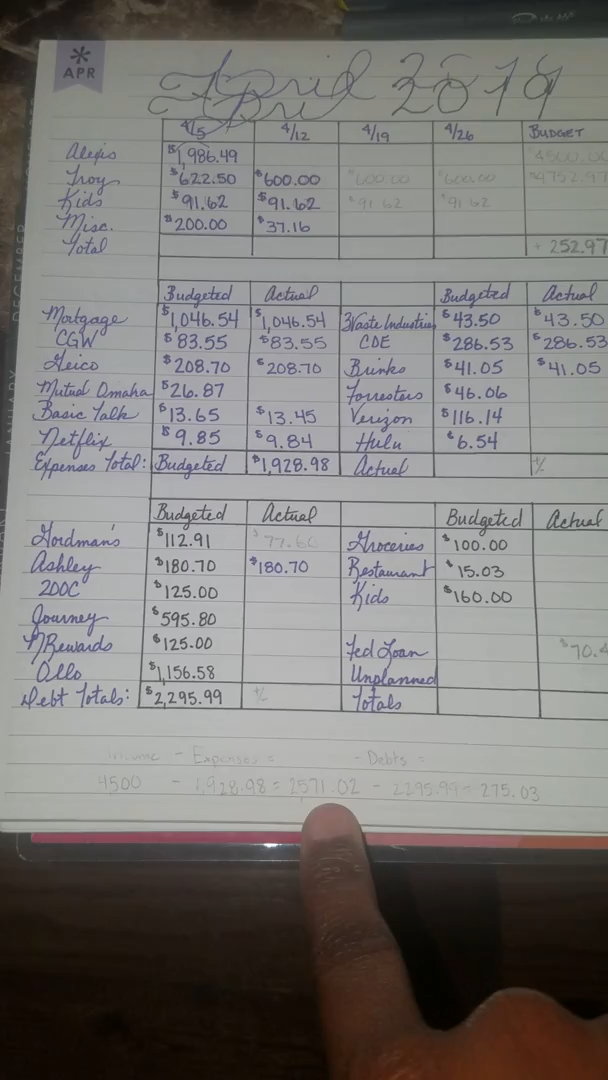 APR
April 2019
4/5 4/12 4/19 4/26 BUDGET
Alexis $1,986.49 $4500.00
Troy $622.50 $600.00 $600.00 $600.00 $4752.97
Kids $91.62 $91.62 $91.62 $91.62
Misc. $200.00 $37.16
Total + 252.97
Budgeted Actual Budgeted Actual
Mortgage $1,046.54 $1,046.54 Waste Industries $43.50 $43.50
CGW $83.55 $83.55 CDE $286.53 $286.53
Geico $208.70 $208.70 Brinks $41.05 $41.05
Mutual Omaha $26.87 Forresters $46.06
Basic Talk $13.65 $13.45 Verizon $116.14
Netflix $9.85 $9.84 Hulu $6.54
Expenses Total: Budgeted $1,928.98 Actual +/-
Budgeted Actual Budgeted Actual
Gordman's $112.91 $77.60 Groceries $100.00
Ashley $180.70 $180.70 Restaurant $15.03
200C $125.00 Kids $160.00
Journey $595.80
MRewards $125.00 Fed Loan $70.4
Ollo $1,156.58 Unplanned
Debt Totals: $2,295.99 +/- Totals
Income - Expenses = - Debts =
4500 - 1,928.98 = 2571.02 - 2295.99 = 275.03
DECEMBER
JANUARY